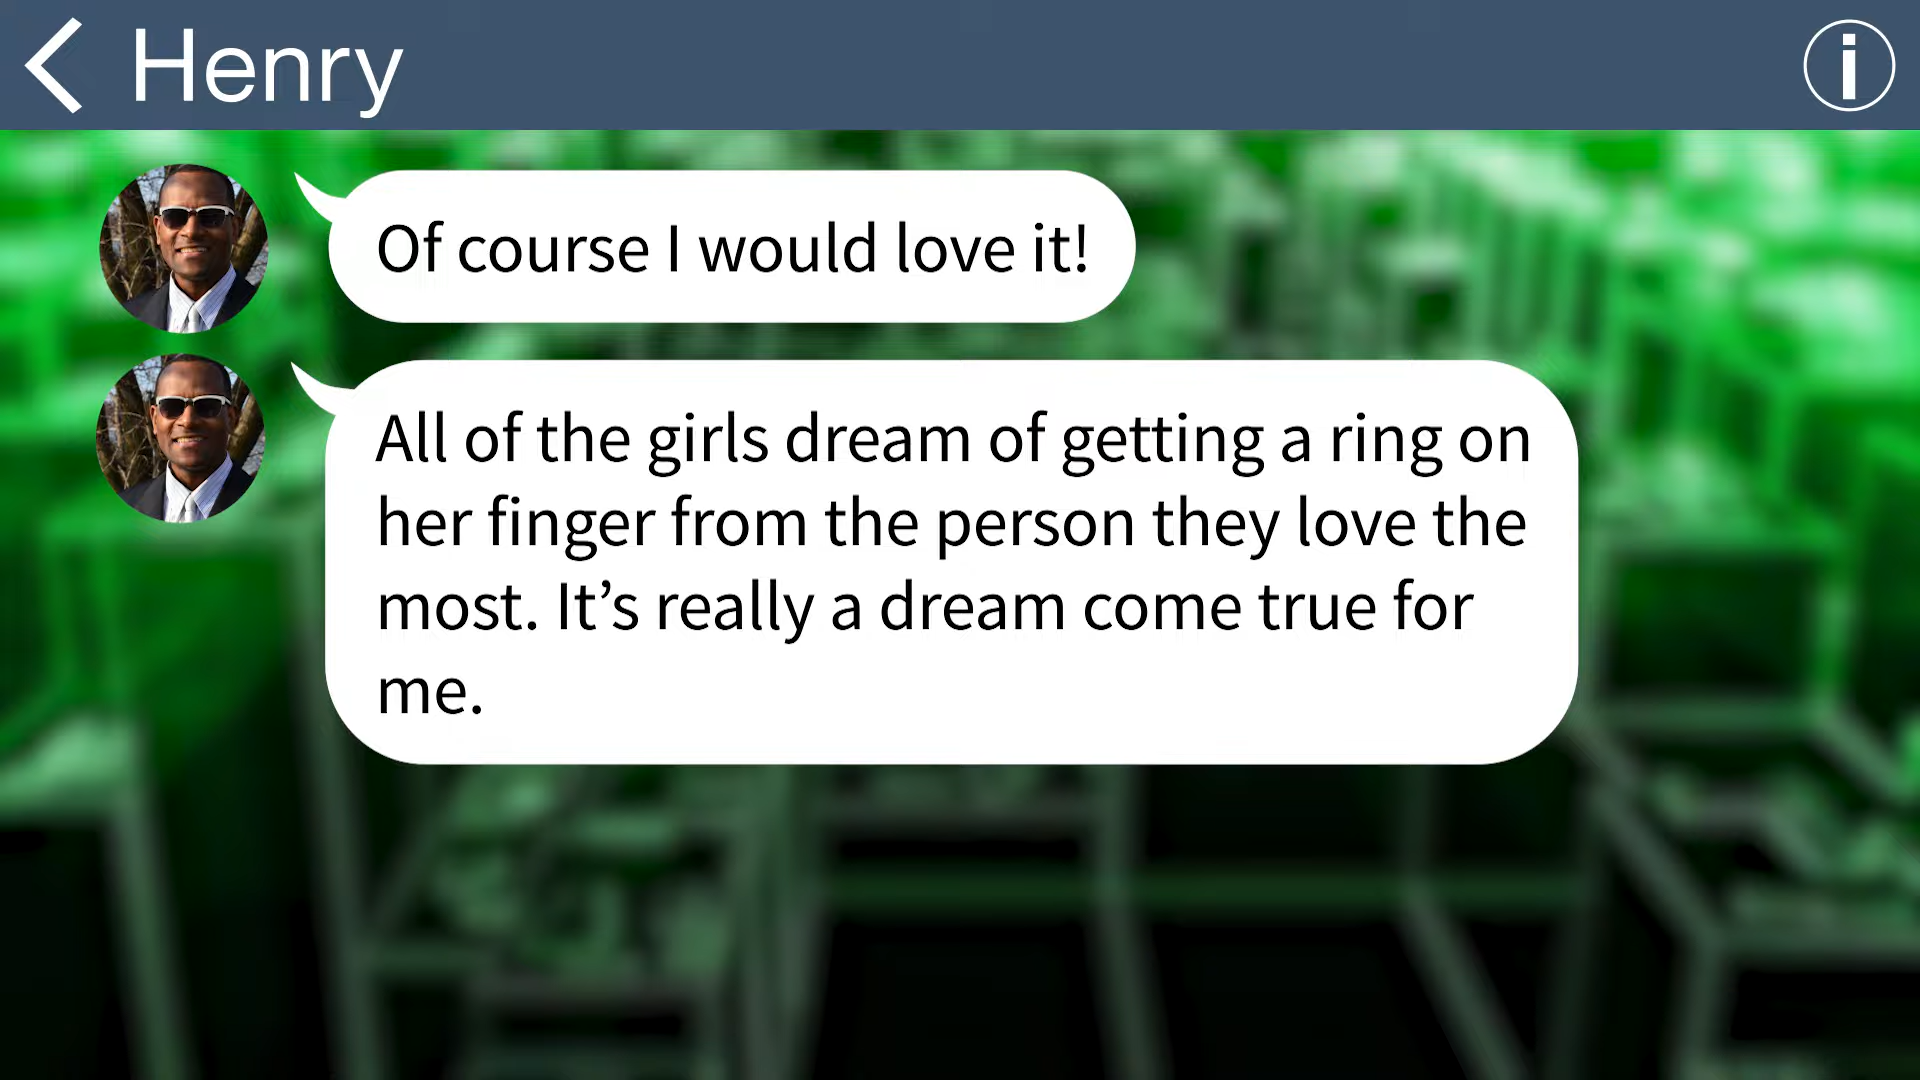 Henry
Of course I would love it!
All of the girls dream of getting a ring on
her finger from the person they love the
most. It’s really a dream come true for
me.